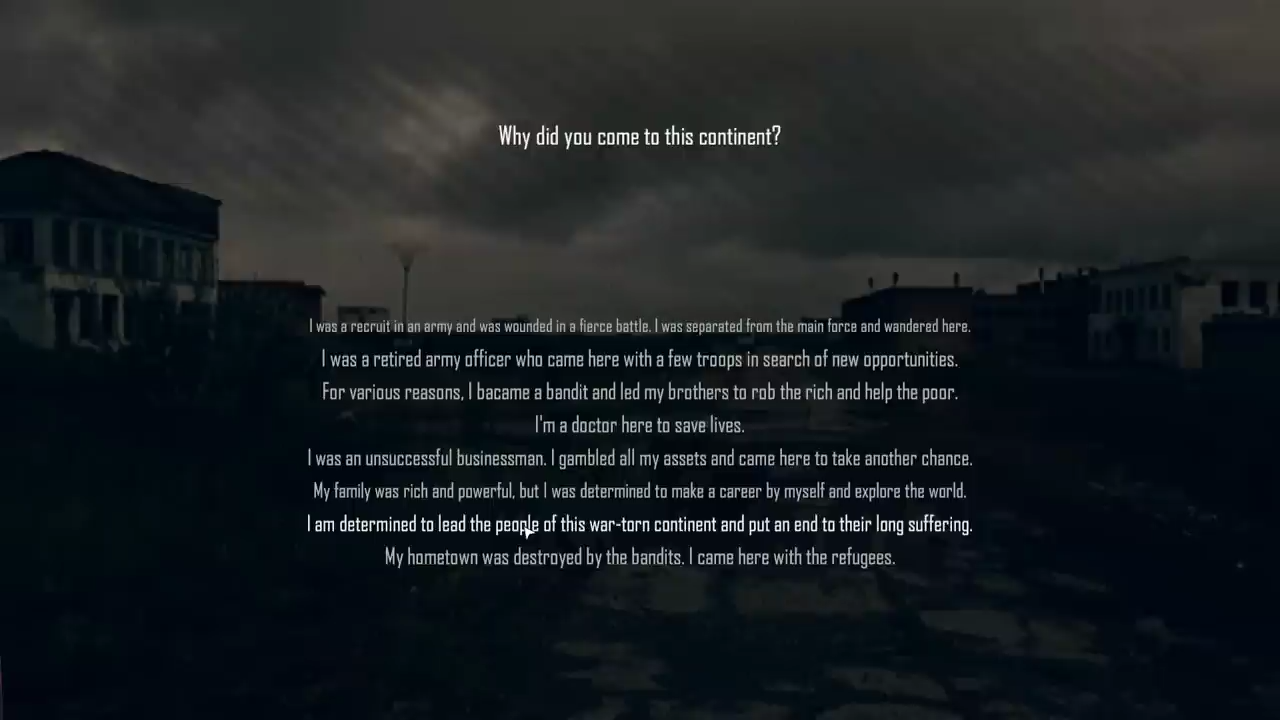 Why did you come to this continent?
I was a recruit in an army and was wounded in a fierce battle. I was separated from the main force and wandered here.
I was a retired army officer who came here with a few troops in search of new opportunities.
For various reasons, I bacame a bandit and led my brothers to rob the rich and help the poor.
I'm a doctor here to save lives.
I was an unsuccessful businessman. I gambled all my assets and came here to take another chance.
My family was rich and powerful, but I was determined to make a career by myself and explore the world.
I am determined to lead the people of this war-torn continent and put an end to their long suffering.
My hometown was destroyed by the bandits. I came here with the refugees.